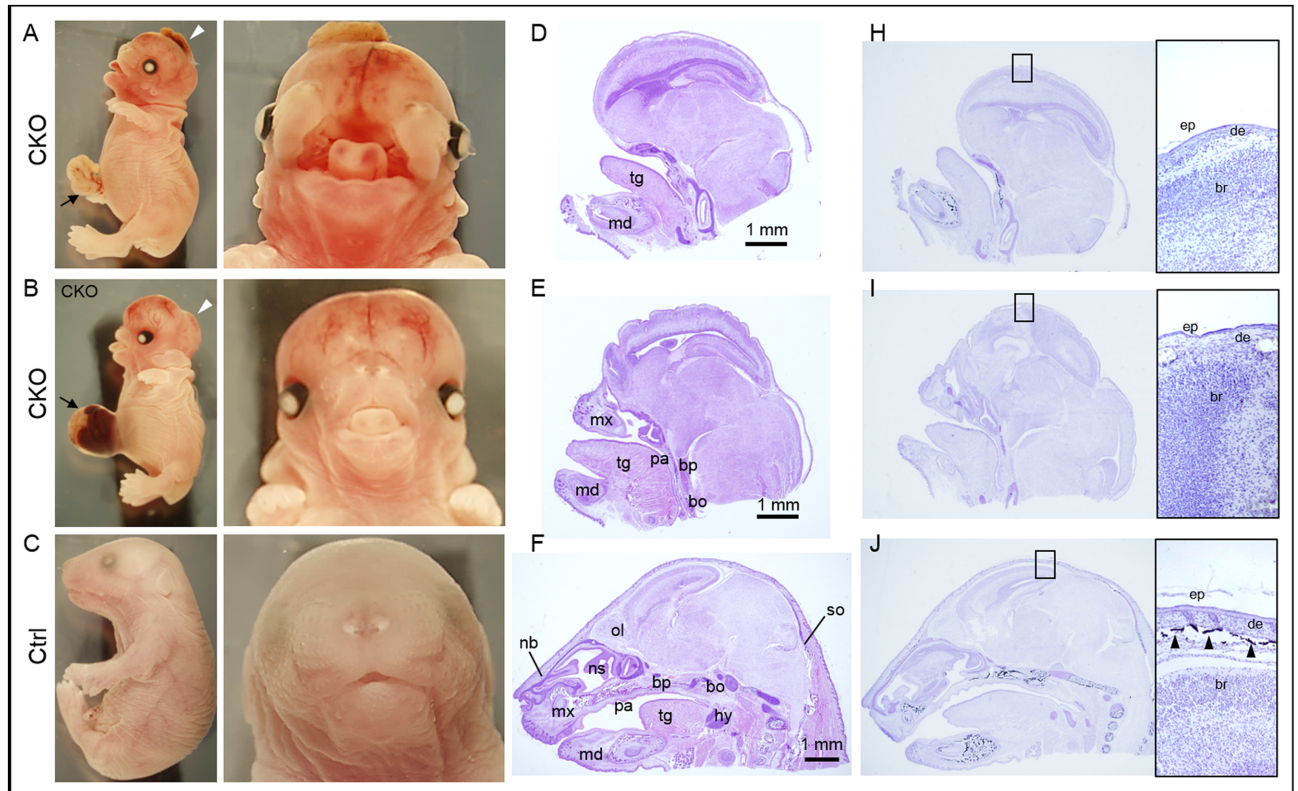 A
CKO
B
CKO
CKO
C
Ctrl
D
tg
md
1 mm
E
mx
tg
pa
bp
md
bo
1 mm
F
nb
ol
so
ns
bp
bo
mx
pa
tg
hy
md
1 mm
H
ep
de
br
I
ep
de
br
J
ep
de
br